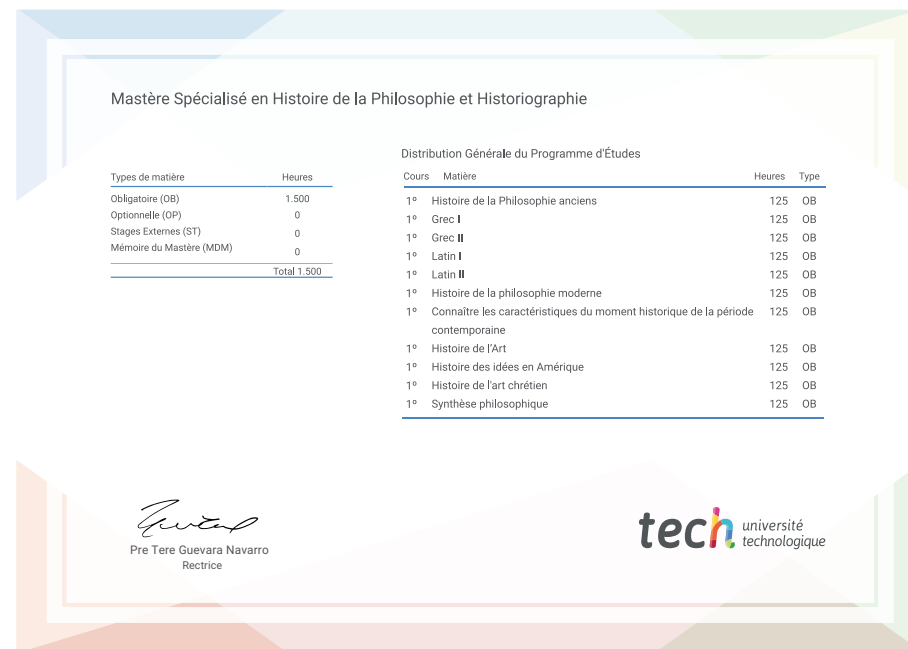 Mastère Spécialisé en Histoire de la Philosophie et Historiographie
Types de matière Heures
Obligatoire (OB) 1.500
Optionnelle (OP) 0
Stages Externes (ST) 0
Mémoire du Mastère (MDM) 0
Total 1.500
Distribution Générale du Programme d'Études
Cours Matière Heures Type
1º Histoire de la Philosophie anciens 125 OB
1º Grec I 125 OB
1º Grec II 125 OB
1º Latin I 125 OB
1º Latin II 125 OB
1º Histoire de la philosophie moderne 125 OB
1º Connaître les caractéristiques du moment historique de la période 125 OB
contemporaine
1º Histoire de l'Art 125 OB
1º Histoire des idées en Amérique 125 OB
1º Histoire de l'art chrétien 125 OB
1º Synthèse philosophique 125 OB
Pre Tere Guevara Navarro
Rectrice
tech université
technologique